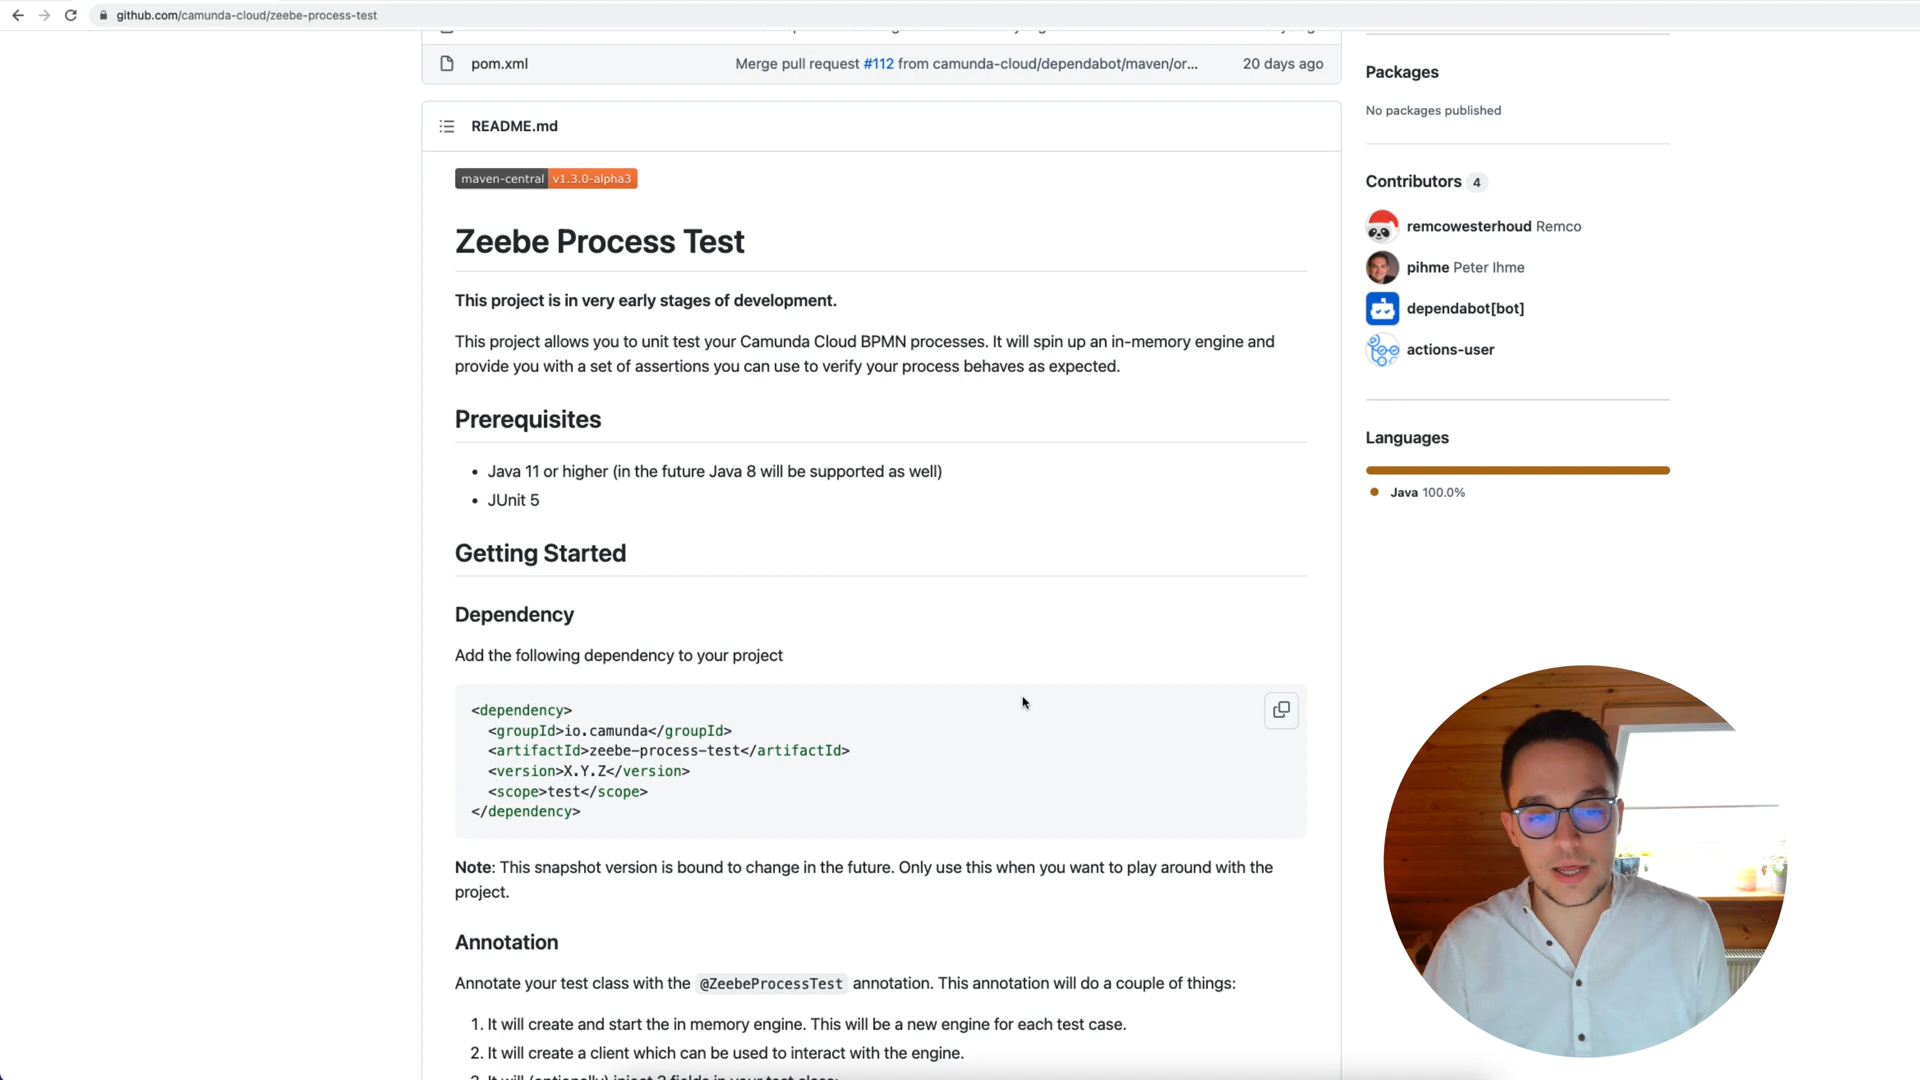 github.com/camunda-cloud/zeebe-process-test
pom.xml
Merge pull request #112 from camunda-cloud/dependabot/maven/or...
20 days ago
README.md
maven-central v1.3.0-alpha3
Zeebe Process Test
This project is in very early stages of development.
This project allows you to unit test your Camunda Cloud BPMN processes. It will spin up an in-memory engine and
provide you with a set of assertions you can use to verify your process behaves as expected.
Prerequisites
• Java 11 or higher (in the future Java 8 will be supported as well)
• JUnit 5
Getting Started
Dependency
Add the following dependency to your project
<dependency>
<groupId>io.camunda</groupId>
<artifactId>zeebe-process-test</artifactId>
<version>X.Y.Z</version>
<scope>test</scope>
</dependency>
Note: This snapshot version is bound to change in the future. Only use this when you want to play around with the
project.
Annotation
Annotate your test class with the @ZeebeProcessTest annotation. This annotation will do a couple of things:
1. It will create and start the in memory engine. This will be a new engine for each test case.
2. It will create a client which can be used to interact with the engine.
3. It will (optionally) inject 3 fields in your test class:
Packages
No packages published
Contributors 4
remcowesterhoud Remco
pihme Peter Ihme
dependabot[bot]
actions-user
Languages
Java 100.0%